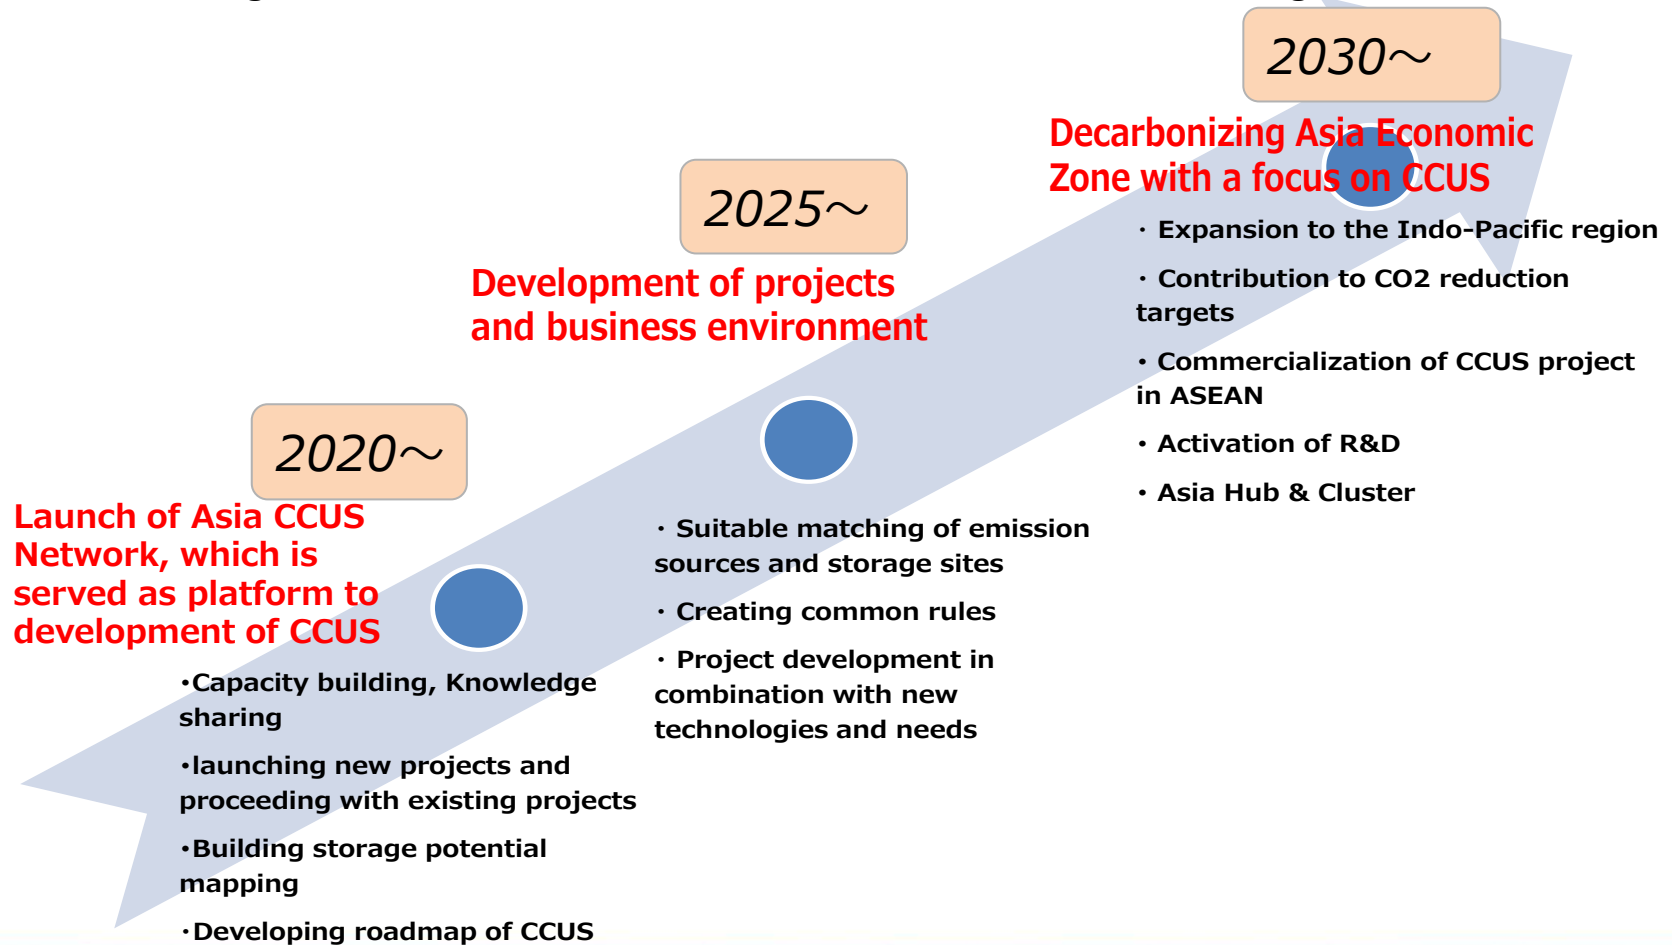 2020～
Launch of Asia CCUS
Network, which is
served as platform to
development of CCUS
・Capacity building, Knowledge
sharing
・launching new projects and
proceeding with existing projects
・Building storage potential
mapping
・Developing roadmap of CCUS
2025～
Development of projects
and business environment
・ Suitable matching of emission
sources and storage sites
・ Creating common rules
・ Project development in
combination with new
technologies and needs
2030～
Decarbonizing Asia Economic
Zone with a focus on CCUS
・ Expansion to the Indo-Pacific region
・ Contribution to CO2 reduction
targets
・ Commercialization of CCUS project
in ASEAN
・ Activation of R&D
・ Asia Hub & Cluster